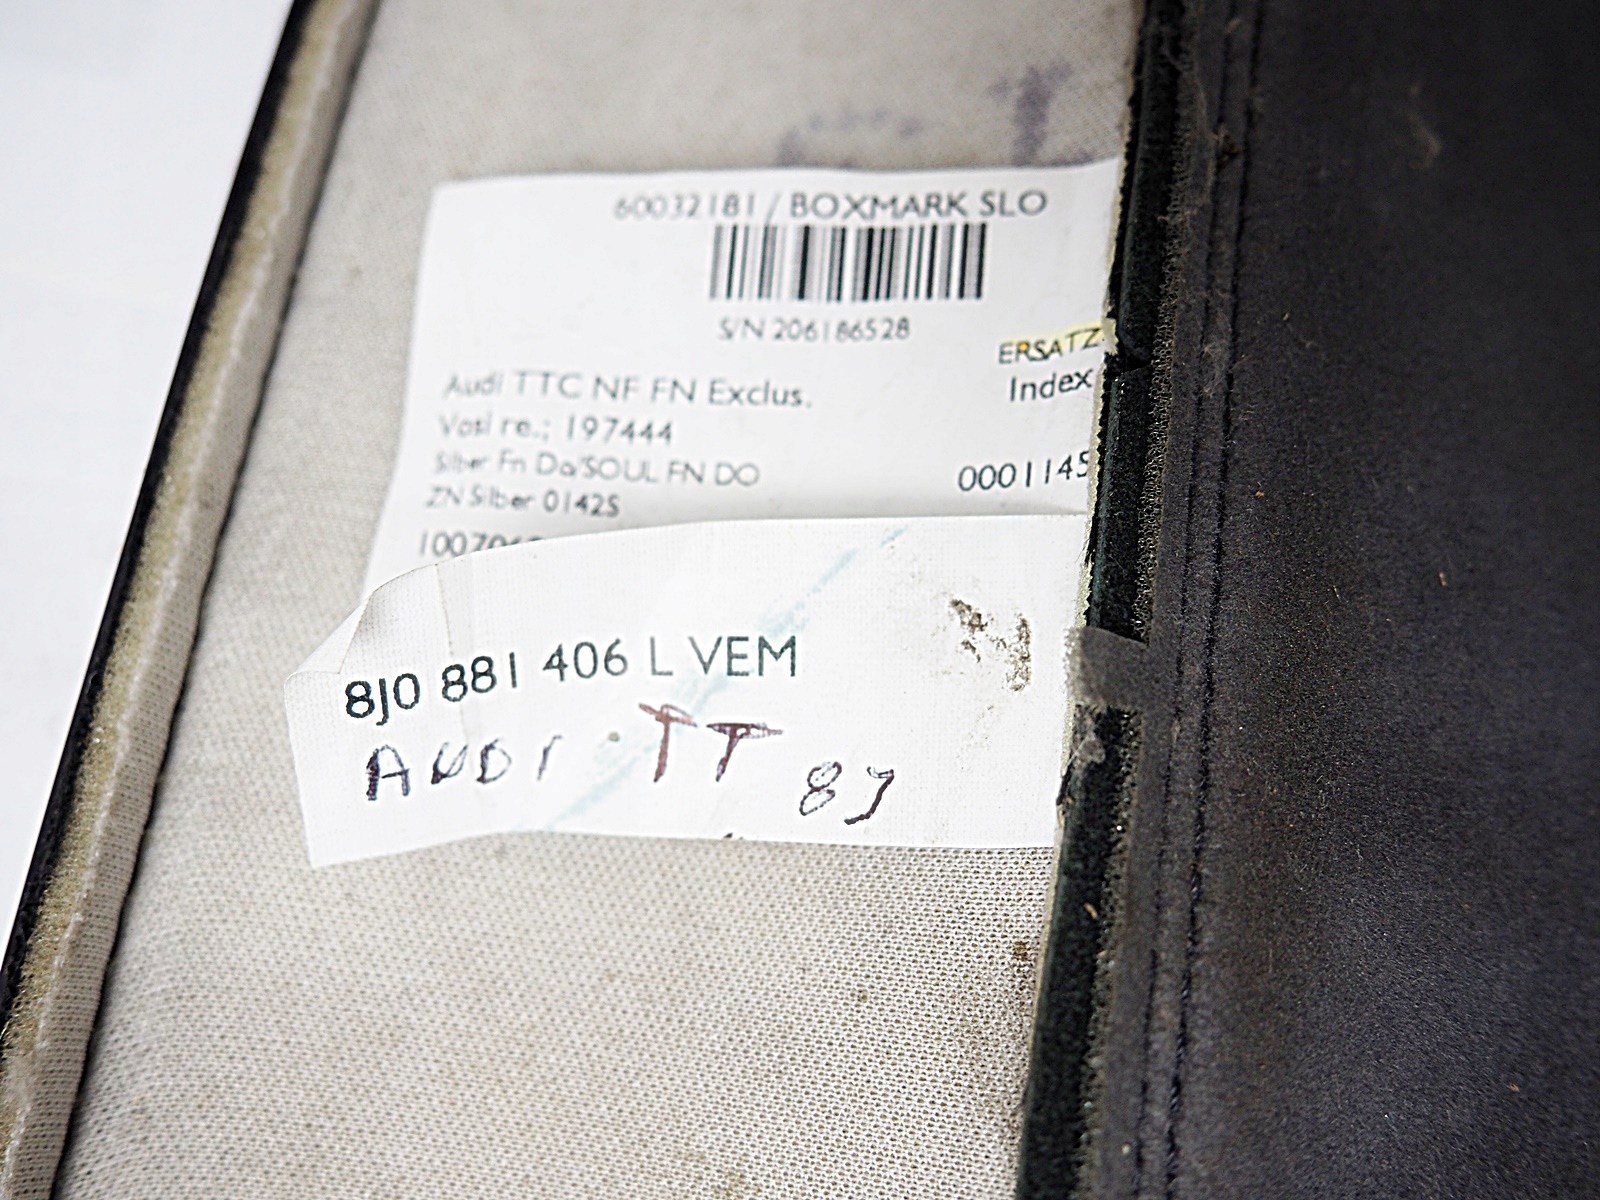 60032181 / BOXMARK SLO
S/N 206186528
ERSATZ
Audi TTC NF FN Exclus.
Index
Vosl re.; 197444
Silber Fn Da/SOUL FN DO
0001145
ZN Silber 0142S
8J0 881 406 L VEM
AUDI TT 8J